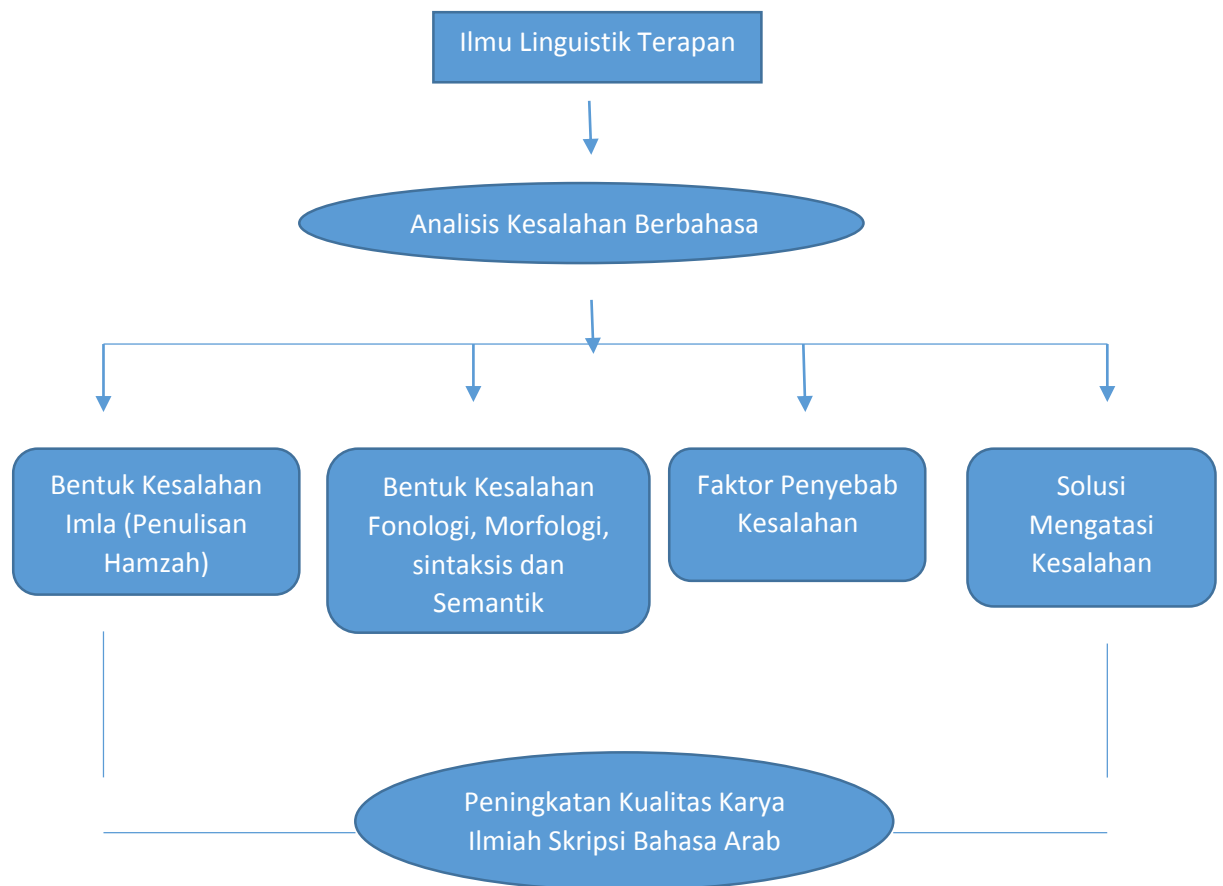 Ilmu Linguistik Terapan
Analisis Kesalahan Berbahasa
Bentuk Kesalahan
Imla (Penulisan
Hamzah)
Bentuk Kesalahan
Fonologi, Morfologi,
sintaksis dan
Semantik
Faktor Penyebab
Kesalahan
Solusi
Mengatasi
Kesalahan
Peningkatan Kualitas Karya
Ilmiah Skripsi Bahasa Arab